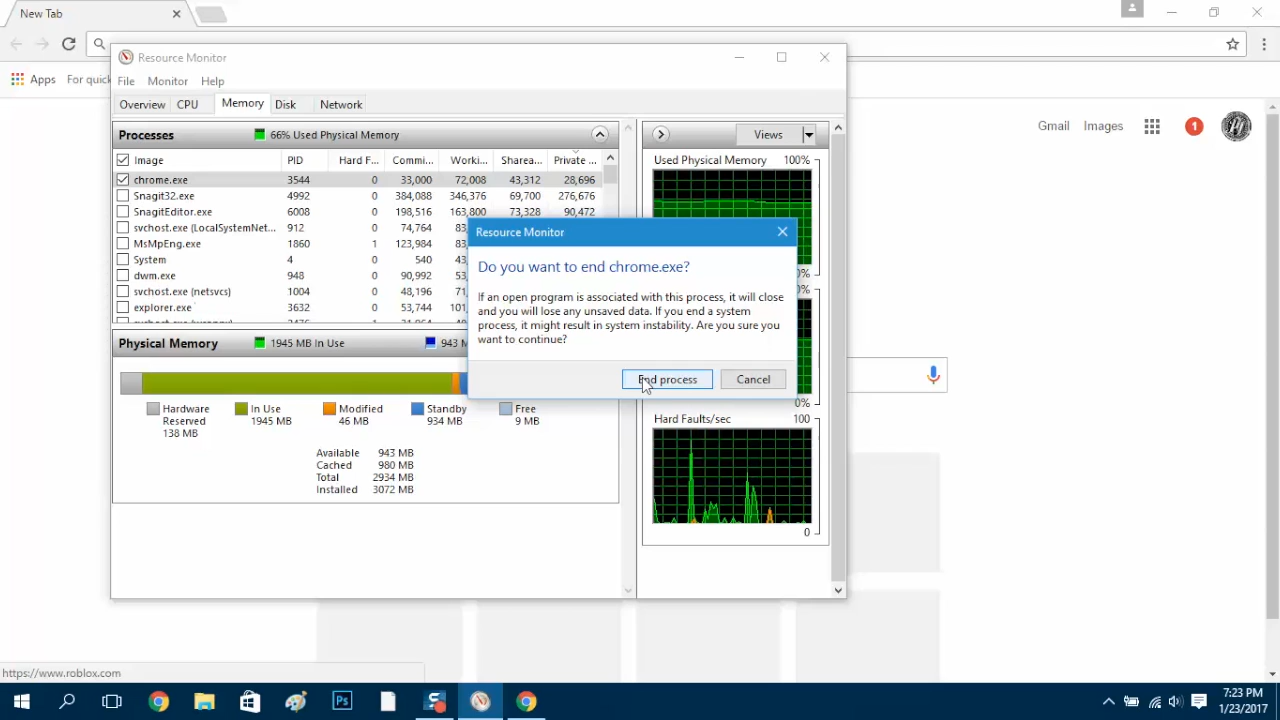 New Tab
Apps For quick
Gmail Images 1
Resource Monitor
File Monitor Help
Overview CPU Memory Disk Network
Processes 66% Used Physical Memory
Image PID Hard F... Commi... Worki... Sharea... Private ...
chrome.exe 3544 0 33,000 72,008 43,312 28,696
Snagit32.exe 4992 0 384,088 346,376 69,700 276,676
SnagitEditor.exe 6008 0 198,516 163,800 73,328 90,472
svchost.exe (LocalSystemNet... 912 0 74,764
MsMpEng.exe 1860 1 123,984
System 4 0 540
dwm.exe 948 0 90,992
svchost.exe (netsvcs) 1004 0 48,196
explorer.exe 3632 0 53,744
Physical Memory 1945 MB In Use 943 M
Hardware Reserved 138 MB
In Use 1945 MB
Modified 46 MB
Standby 934 MB
Free 9 MB
Available 943 MB
Cached 980 MB
Total 2934 MB
Installed 3072 MB
Views
Used Physical Memory 100%
0%
Hard Faults/sec 100
0
Resource Monitor
Do you want to end chrome.exe?
If an open program is associated with this process, it will close
and you will lose any unsaved data. If you end a system
process, it might result in system instability. Are you sure you
want to continue?
End process Cancel
https://www.roblox.com
Ps
7:23 PM
1/23/2017